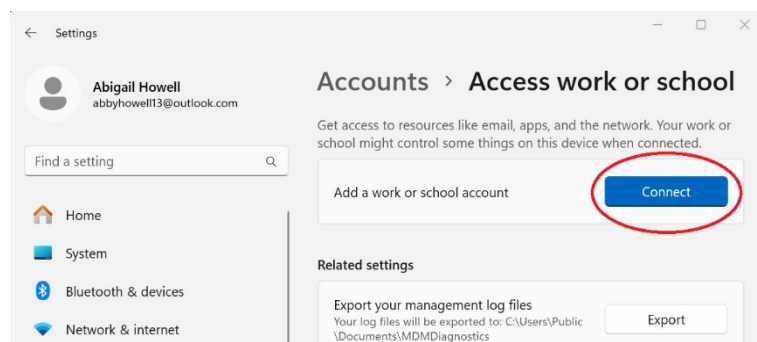 Settings
Abigail Howell
abbyhowell13@outlook.com
Find a setting
Home
System
Bluetooth & devices
Network & internet
Accounts > Access work or school
Get access to resources like email, apps, and the network. Your work or
school might control some things on this device when connected.
Add a work or school account
Connect
Related settings
Export your management log files
Your log files will be exported to: C:\Users\Public
\Documents\MDMDiagnostics
Export